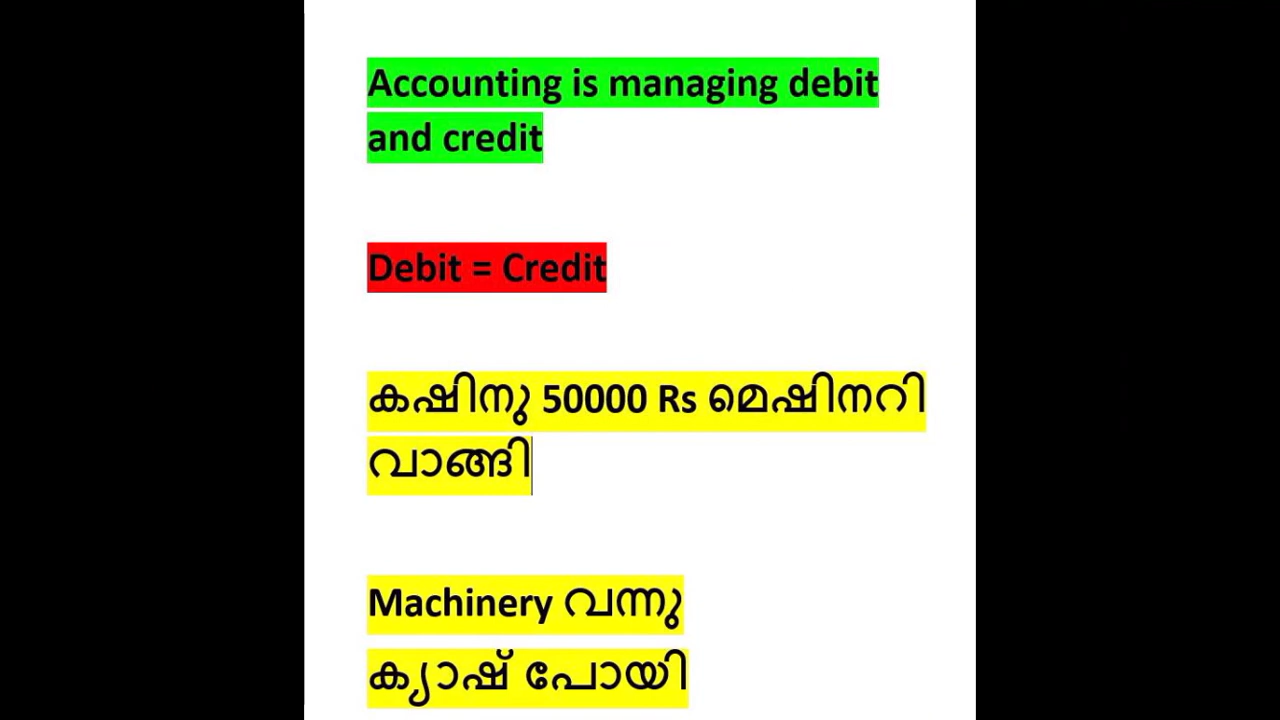 Accounting is managing debit
and credit
Debit = Credit
കഷിനു 50000 Rs മെഷിനറി
വാങ്ങി
Machinery വന്നു
ക്യാഷ് പോയി